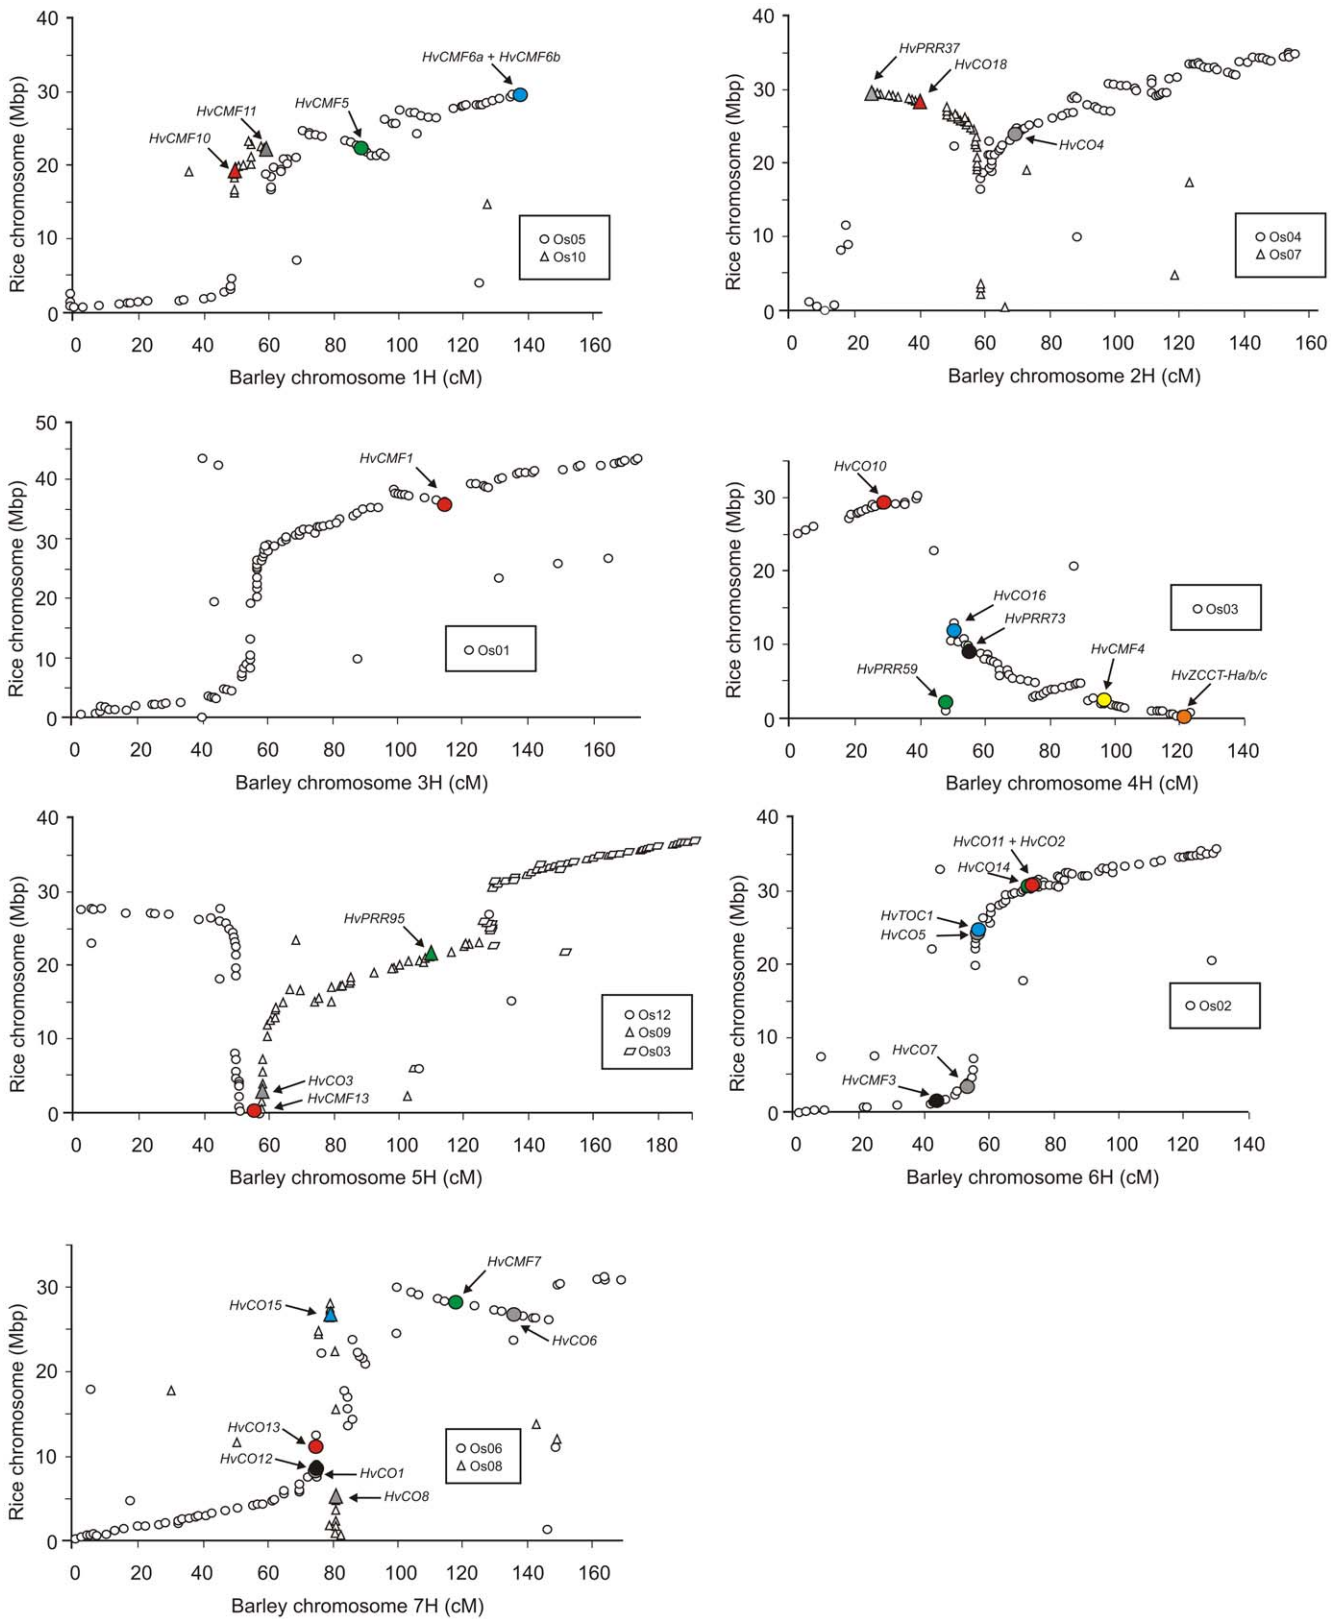 40
30
20
10
0
Rice chromosome (Mbp)
HvCMF6a + HvCMF6b
HvCMF5
HvCMF11
HvCMF10
Os05
Os10
0 20 40 60 80 100 120 140 160
Barley chromosome 1H (cM)
40
30
20
10
0
Rice chromosome (Mbp)
HvPRR37
HvCO18
HvCO4
Os04
Os07
0 20 40 60 80 100 120 140 160
Barley chromosome 2H (cM)
50
40
30
20
10
0
Rice chromosome (Mbp)
HvCMF1
Os01
0 20 40 60 80 100 120 140 160
Barley chromosome 3H (cM)
30
20
10
0
Rice chromosome (Mbp)
HvCO10
HvCO16
HvPRR73
HvPRR59
HvCMF4
HvZCCT-Ha/b/c
Os03
0 20 40 60 80 100 120 140
Barley chromosome 4H (cM)
40
30
20
10
0
Rice chromosome (Mbp)
HvPRR95
HvCO3
HvCMF13
Os12
Os09
Os03
0 20 40 60 80 100 120 140 160 180
Barley chromosome 5H (cM)
40
30
20
10
0
Rice chromosome (Mbp)
HvCO11 + HvCO2
HvCO14
HvTOC1
HvCO5
HvCO7
HvCMF3
Os02
0 20 40 60 80 100 120 140
Barley chromosome 6H (cM)
30
20
10
0
Rice chromosome (Mbp)
HvCMF7
HvCO15
HvCO6
HvCO13
HvCO12
HvCO1
HvCO8
Os06
Os08
0 20 40 60 80 100 120 140 160
Barley chromosome 7H (cM)